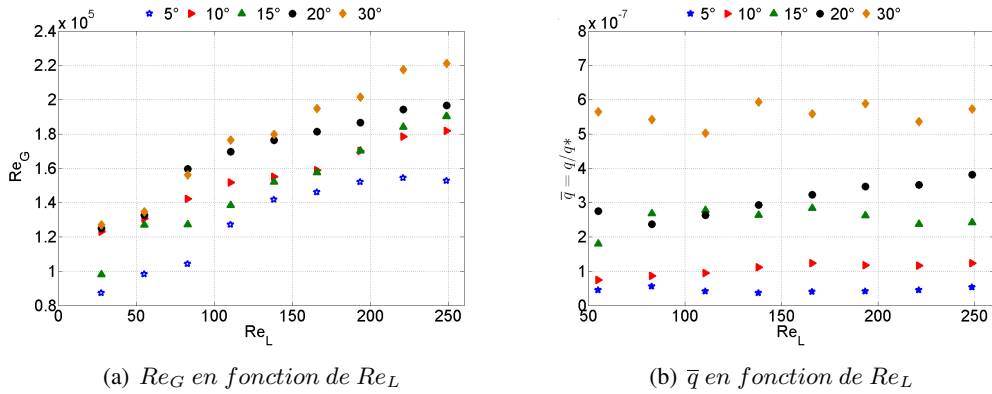 5° 10° 15° 20° 30°
x 10^5
2.4
2.2
2
1.8
1.6
1.4
1.2
1
0.8
Re_G
0 50 100 150 200 250
Re_L
(a) Re_G en fonction de Re_L
5° 10° 15° 20° 30°
x 10^-7
8
7
6
5
4
3
2
1
0
q̅ = q/q*
50 100 150 200 250
Re_L
(b) q̅ en fonction de Re_L